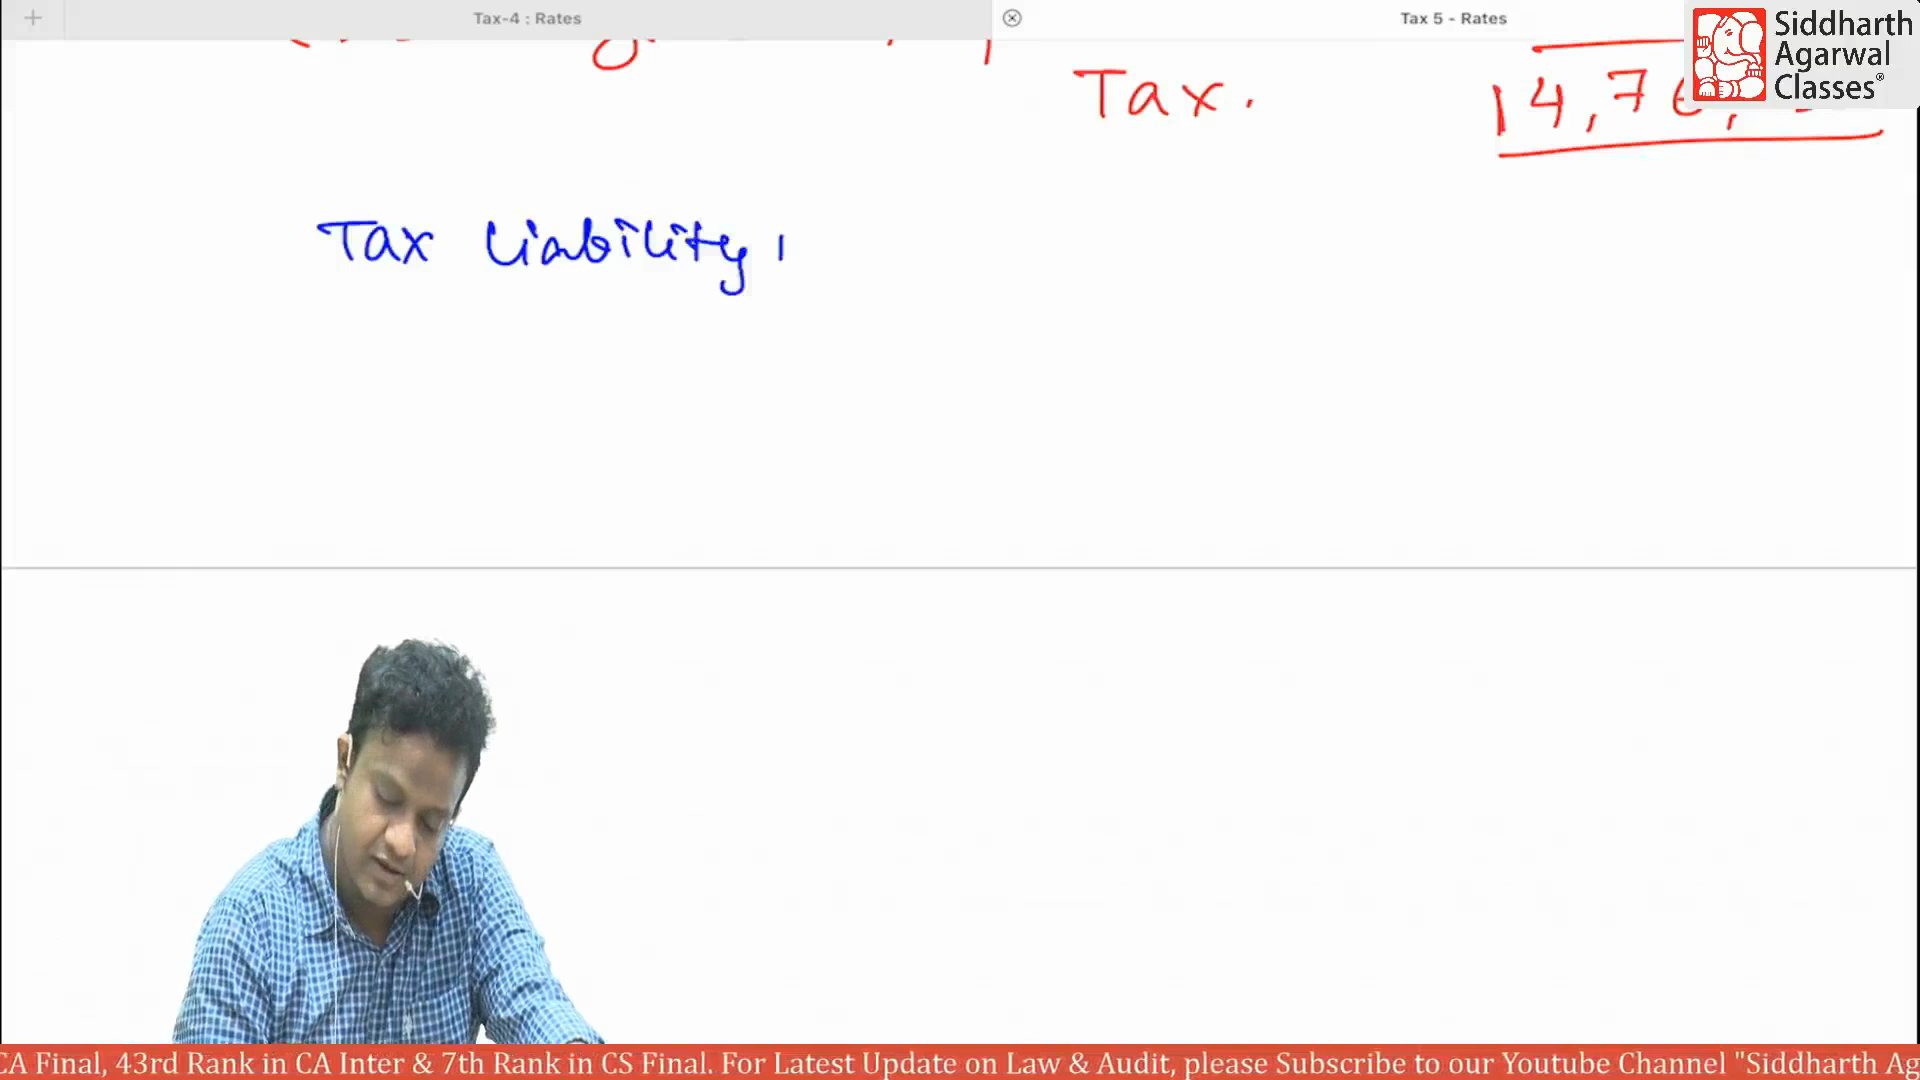 Tax-4 : Rates
Tax 5 - Rates
Siddharth
Agarwal
Classes®
Tax.
Tax liability
CA Final, 43rd Rank in CA Inter & 7th Rank in CS Final. For Latest Update on Law & Audit, please Subscribe to our Youtube Channel "Siddharth Ag